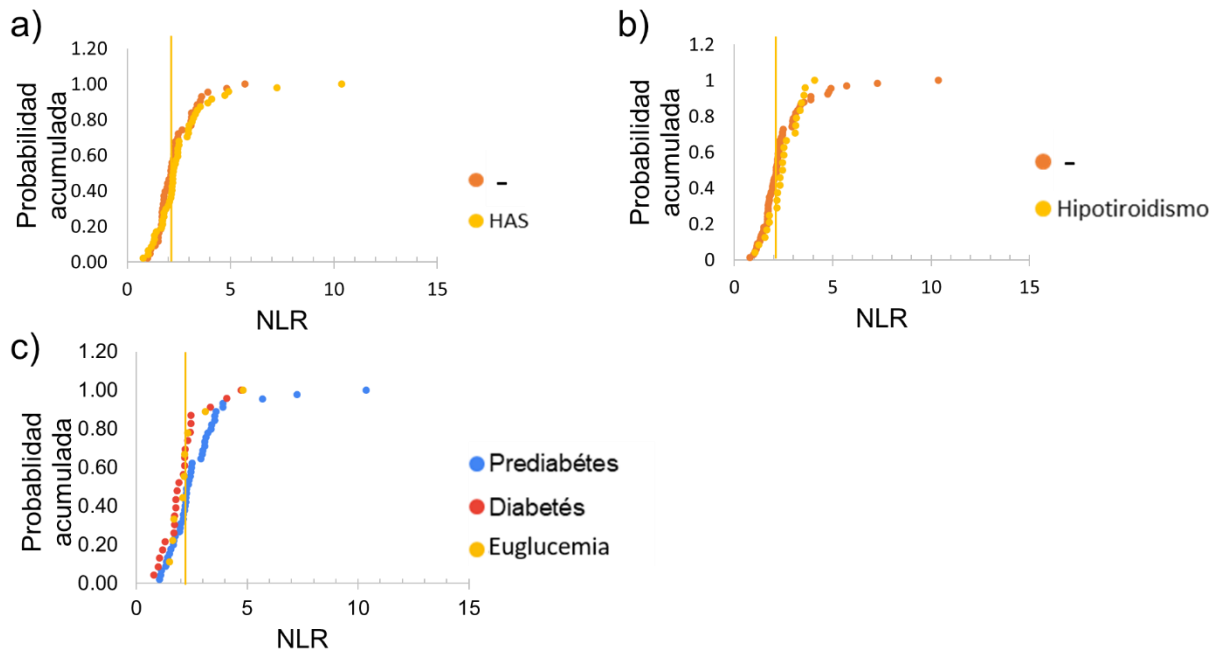 a)
1.20
1.00
0.80
0.60
0.40
0.20
0.00
Probabilidad
acumulada
0 5 10 15
NLR
-
HAS
b)
1.2
1
0.8
0.6
0.4
0.2
0
Probabilidad
acumulada
0 5 10 15
NLR
-
Hipotiroidismo
c)
1.20
1.00
0.80
0.60
0.40
0.20
0.00
Probablidad
acumulada
0 5 10 15
NLR
Prediabétes
Diabetés
Euglucemia